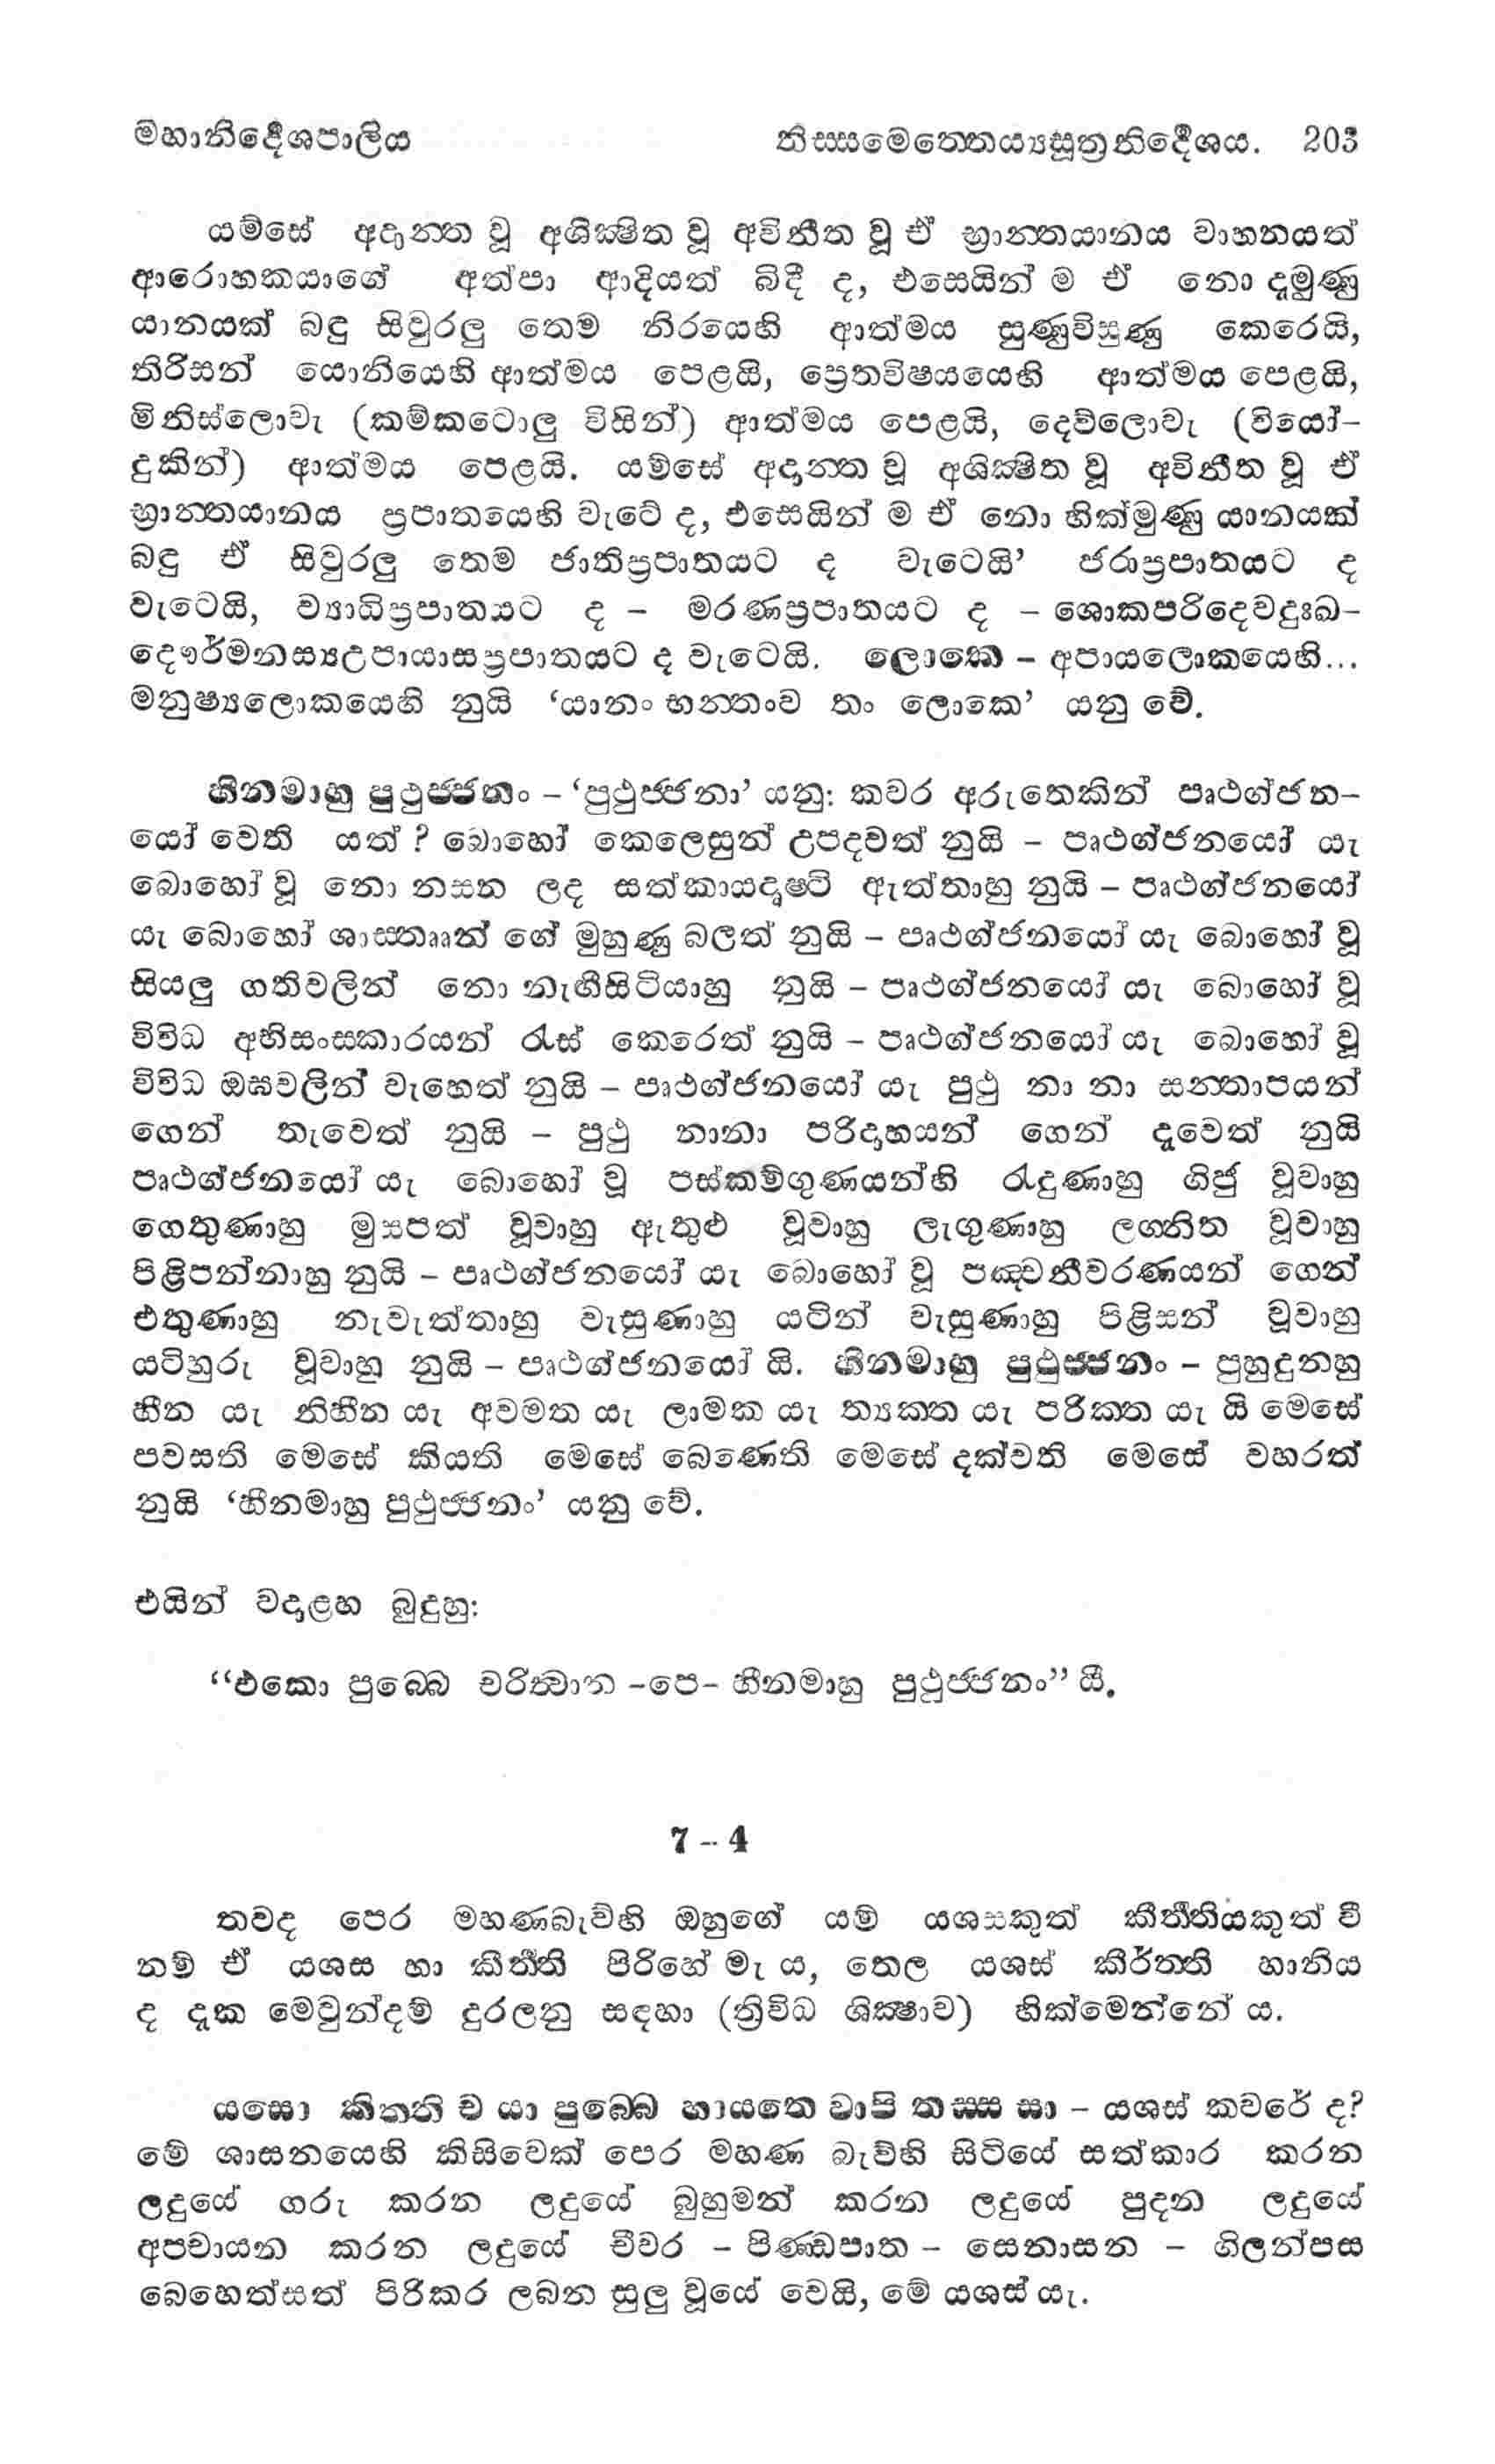 මහානිර්‍දේශපාලිය තිස්සමෙත්තෙය්‍යසූත්‍රනිර්‍දේශය. 203
යම්සේ අදාන්ත වූ අශික්ෂිත වූ අවිනීත වූ ඒ භ්‍රාන්තයානය වාහනයත්
ආරොහකයාගේ අත්පා ආදියත් බිදී ද, එසෙයින් ම ඒ නො දැමුණු
යානයක් බඳු සිවුරලු තෙම නිරයෙහි ආත්මය සුණුවිසුණු කෙරෙයි,
තිරිසන් යොනියෙහි ආත්මය පෙළයි, ප්‍රෙතවිෂයයෙහි ආත්මය පෙළයි,
මිනිස්ලොවැ (කම්කටොලු විසින්) ආත්මය පෙළයි, දෙව්ලොවැ (වියෝ-
දුකින්) ආත්මය පෙළයි. යම්සේ අදාන්ත වූ අශික්ෂිත වූ අවිනීත වූ ඒ
භ්‍රාන්තයානය ප්‍රපාතයෙහි වැටේ ද, එසෙයින් ම ඒ නො හික්මුණු යානයක්
බඳු ඒ සිවුරලු තෙම ජාතිප්‍රපාතයට ද වැටෙයි’ ජරාප්‍රපාතයට ද
වැටෙයි, ව්‍යාධිප්‍රපාතයට ද – මරණප්‍රපාතයට ද – ශොකපරිදෙවදුඃඛ-
දෞර්මනස්‍යඋපායාසප්‍රපාතයට ද වැටෙයි. ලොකෙ – අපායලොකයෙහි...
මනුෂ්‍යලොකයෙහි නුයි ‘යානං භන්තංව තං ලොකෙ’ යනු වේ.
හීනමාහු පුථුජ්ජනං – ‘පුථුජ්ජනා’ යනු: කවර අරුතෙකින් පෘථග්ජන-
යෝ වෙති යත් ? බොහෝ කෙලෙසුන් උපදවත් නුයි – පෘථග්ජනයෝ යැ
බොහෝ වූ නො නසන ලද සත්කායදෘෂ්ටි ඇත්තාහු නුයි – පෘථග්ජනයෝ
යැ බොහෝ ශාස්තෲන් ගේ මුහුණු බලත් නුයි – පෘථග්ජනයෝ යැ බොහෝ වූ
සියලු ගතිවලින් නො නැඟීසිටියාහු නුයි – පෘථග්ජනයෝ යැ බොහෝ වූ
විවිධ අභිසංස්කාරයන් රැස් කෙරෙත් නුයි – පෘථග්ජනයෝ යැ බොහෝ වූ
විවිධ ඔඝවලින් වැහෙත් නුයි – පෘථග්ජනයෝ යැ පුථු නා නා සන්තාපයන්
ගෙන් තැවෙත් නුයි – පුථු නානා පරිදාහයන් ගෙන් දැවෙත් නුයි
පෘථග්ජනයෝ යැ බොහෝ වූ පස්කම්ගුණයන්හි රැදුණාහු ගිජු වූවාහු
ගෙතුණාහු මුසපත් වූවාහු ඇතුළු වූවාහු ලැගුණාහු ලග්නිත වූවාහු
පිළිපන්නාහු නුයි – පෘථග්ජනයෝ යැ බොහෝ වූ පඤ්චනීවරණයන් ගෙන්
එතුණාහු නැවැත්තාහු වැසුණාහු යටින් වැසුණාහු පිළිසන් වූවාහු
යටිහුරු වූවාහු නුයි – පෘථග්ජනයෝ යි. හීනමාහු පුථුජ්ජනං – පුහුදුනහු
හීන යැ නිහීන යැ අවමත යැ ලාමක යැ ත්‍යක්ත යැ පරිත්ත යැ යි මෙසේ
පවසති මෙසේ කියති මෙසේ බෙණෙති මෙසේ දක්වති මෙසේ වහරත්
නුයි ‘හීනමාහු පුථුජ්ජනං’ යනු වේ.
එයින් වදාළහ බුදුහු:
“එකො පුබ්බෙ චරිත්වාන -පෙ- හීනමාහු පුථුජ්ජනං” යී.
7 – 4
තවද පෙර මහණබැව්හි ඔහුගේ යම් යශසකුත් කීර්‍තියකුත් වී
නම් ඒ යශස හා කීර්‍ති පිරිහේ මැ ය, තෙල යශස් කීර්ත්ති හානිය
ද දැක මෙවුන්දම් දුරලනු සඳහා (ත්‍රිවිධ ශික්ෂාව) හික්මෙන්නේ ය.
යසො කිත්ති ච යා පුබ්බෙ හායතෙ වාපි තස්ස සා – යශස් කවරේ ද?
මේ ශාසනයෙහි කිසිවෙක් පෙර මහණ බැව්හි සිටියේ සත්කාර කරන
ලදුයේ ගරු කරන ලදුයේ බුහුමන් කරන ලදුයේ පුදන ලදුයේ
අපචායන කරන ලදුයේ චීවර – පිණ්ඩපාත – සෙනාසන – ගිලන්පස
බෙහෙත්සත් පිරිකර ලබන සුලු වූයේ වෙයි, මේ යශස් යැ.